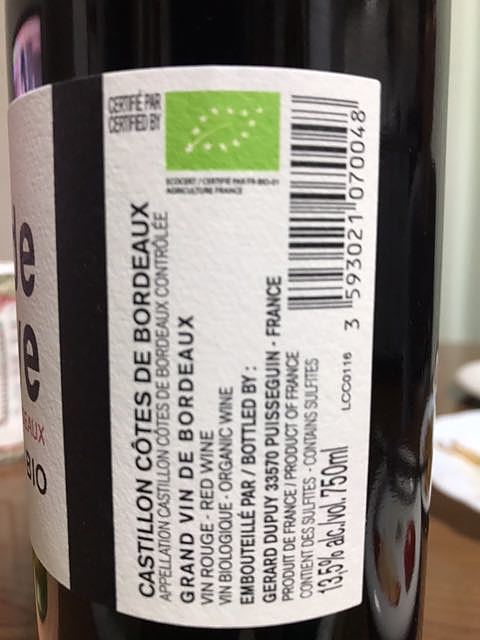 CERTIFIÉ PAR
CERTIFIED BY
ECOCERT / CERTIFIÉ PAR FR-BIO-01
AGRICULTURE FRANCE
CASTILLON CÔTES DE BORDEAUX
APPELLATION CASTILLON CÔTES DE BORDEAUX CONTRÔLÉE
GRAND VIN DE BORDEAUX
VIN ROUGE - RED WINE
VIN BIOLOGIQUE - ORGANIC WINE
EMBOUTEILLÉ PAR / BOTTLED BY :
GERARD DUPUY 33570 PUISSEGUIN - FRANCE
PRODUIT DE FRANCE / PRODUCT OF FRANCE
CONTIENT DES SULFITES - CONTAINS SULFITES
13,5% alc./vol. 750ml
LCC0116
3 593021 070048
BIO